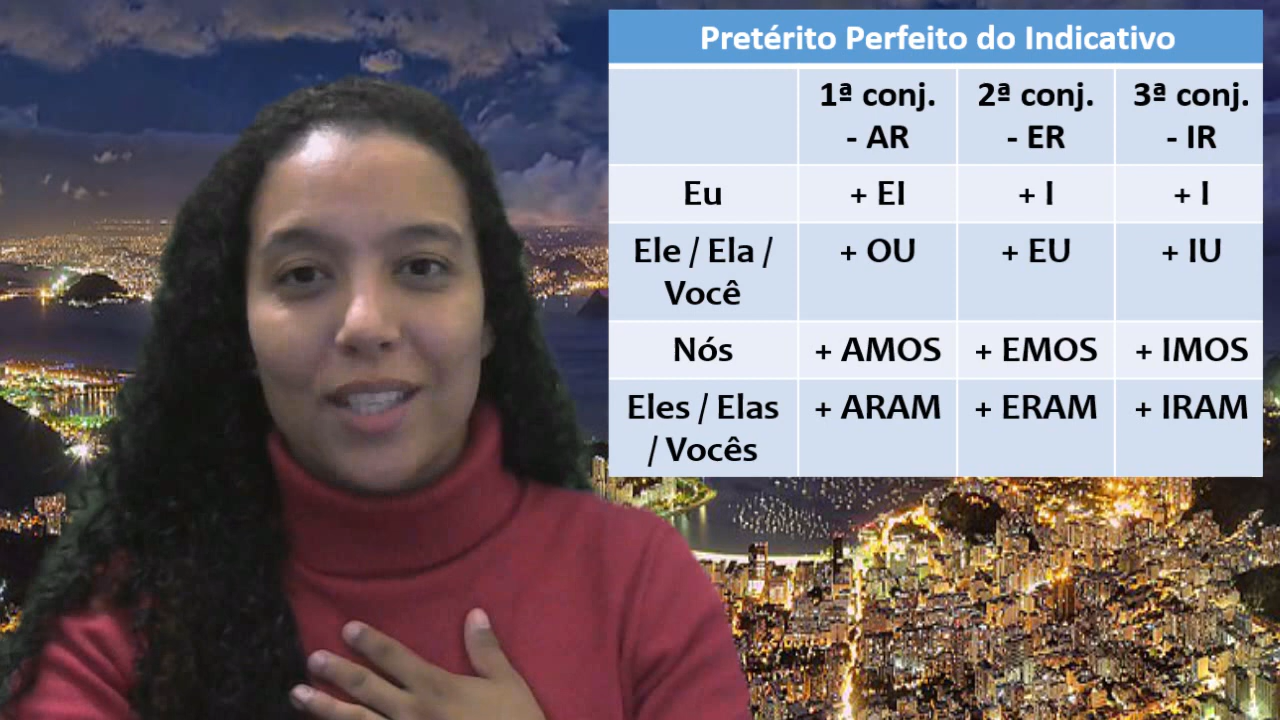 Pretérito Perfeito do Indicativo
1ª conj. 2ª conj. 3ª conj.
- AR - ER - IR
Eu + EI + I + I
Ele / Ela / + OU + EU + IU
Você
Nós + AMOS + EMOS + IMOS
Eles / Elas + ARAM + ERAM + IRAM
/ Vocês